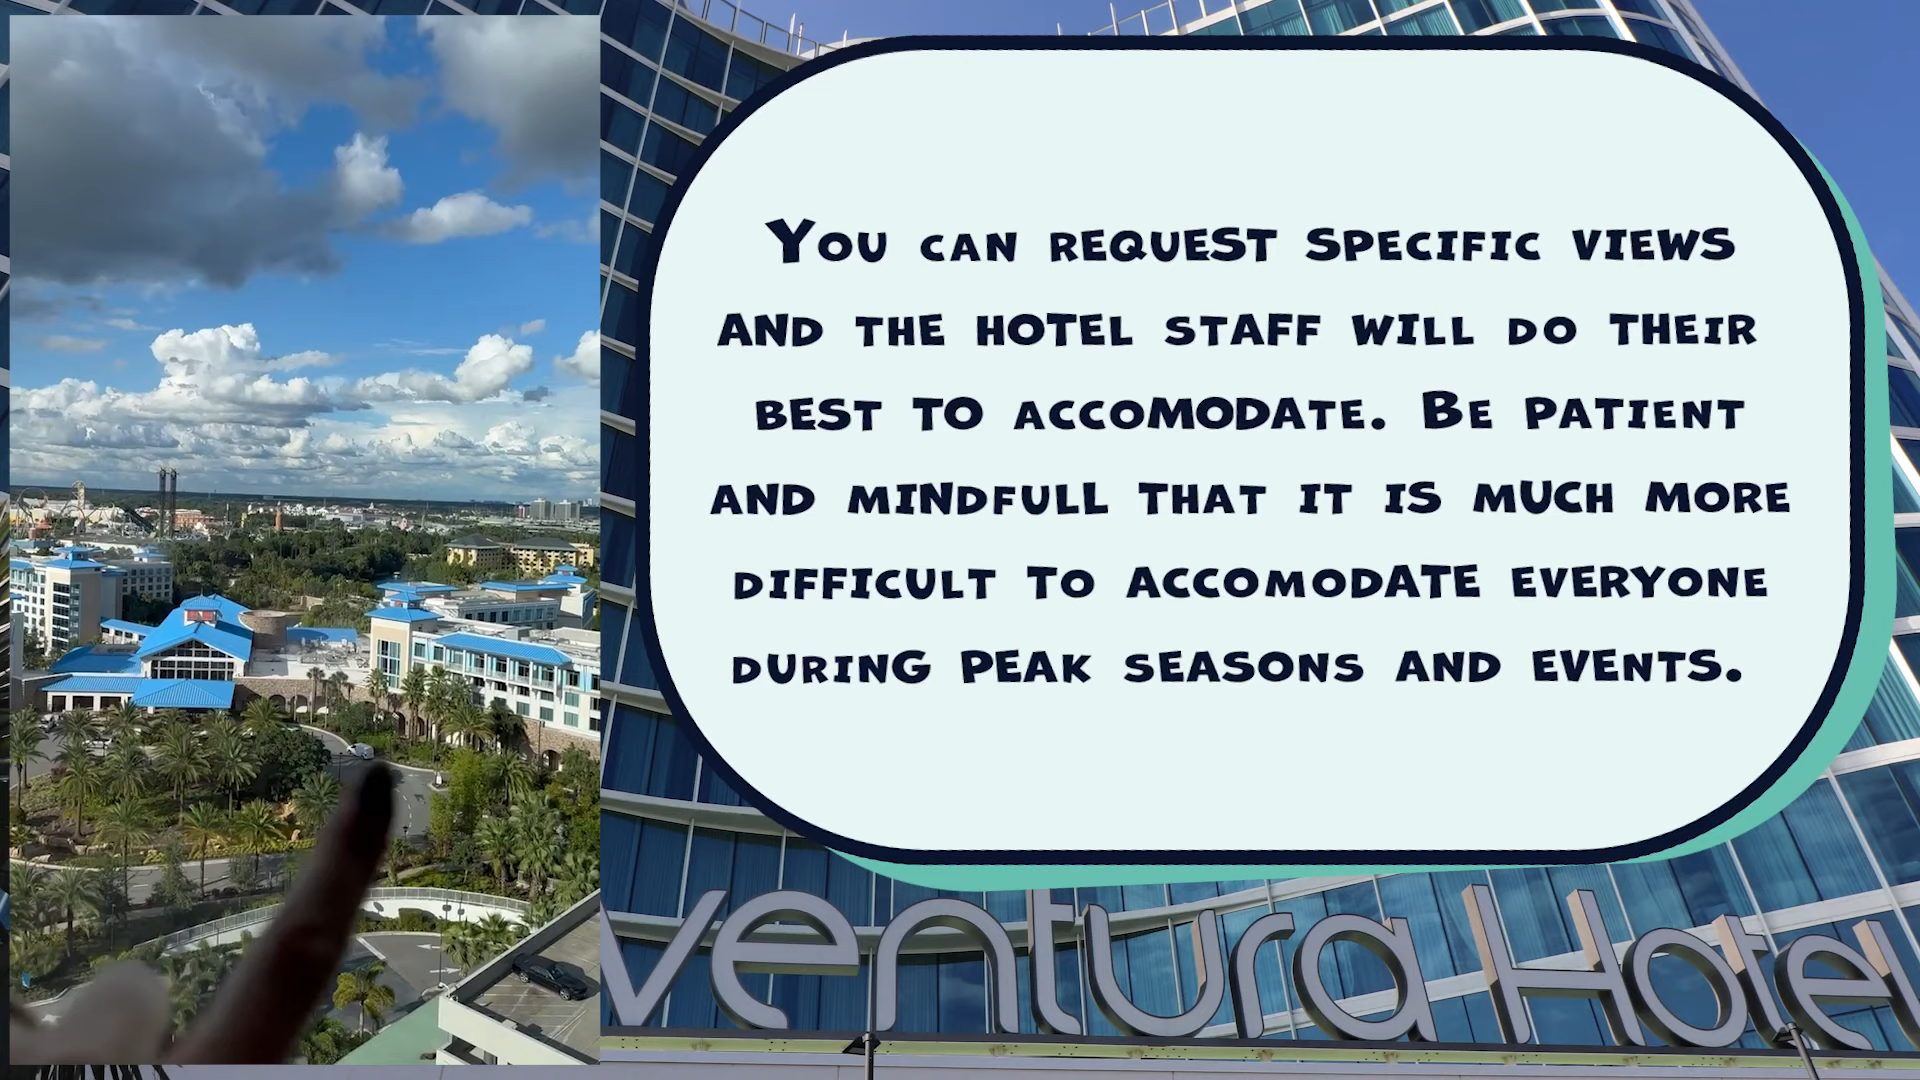 You can request specific views
and the hotel staff will do their
best to accomodate. Be patient
and mindfull that it is much more
difficult to accomodate everyone
during peak seasons and events.
ventura Hotel